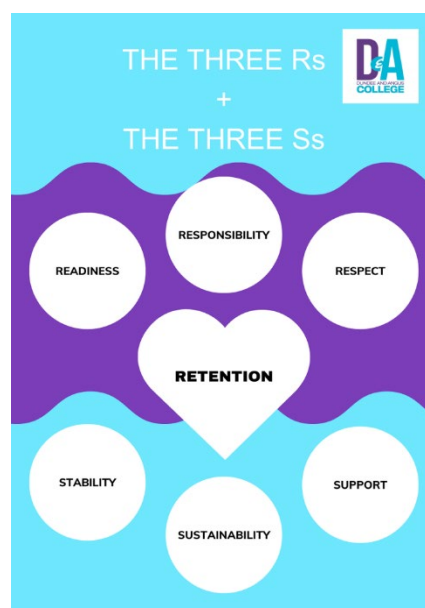 THE THREE Rs
+
THE THREE Ss
D&A
DUNDEE AND ANGUS
COLLEGE
RESPONSIBILITY
READINESS
RESPECT
RETENTION
STABILITY
SUPPORT
SUSTAINABILITY